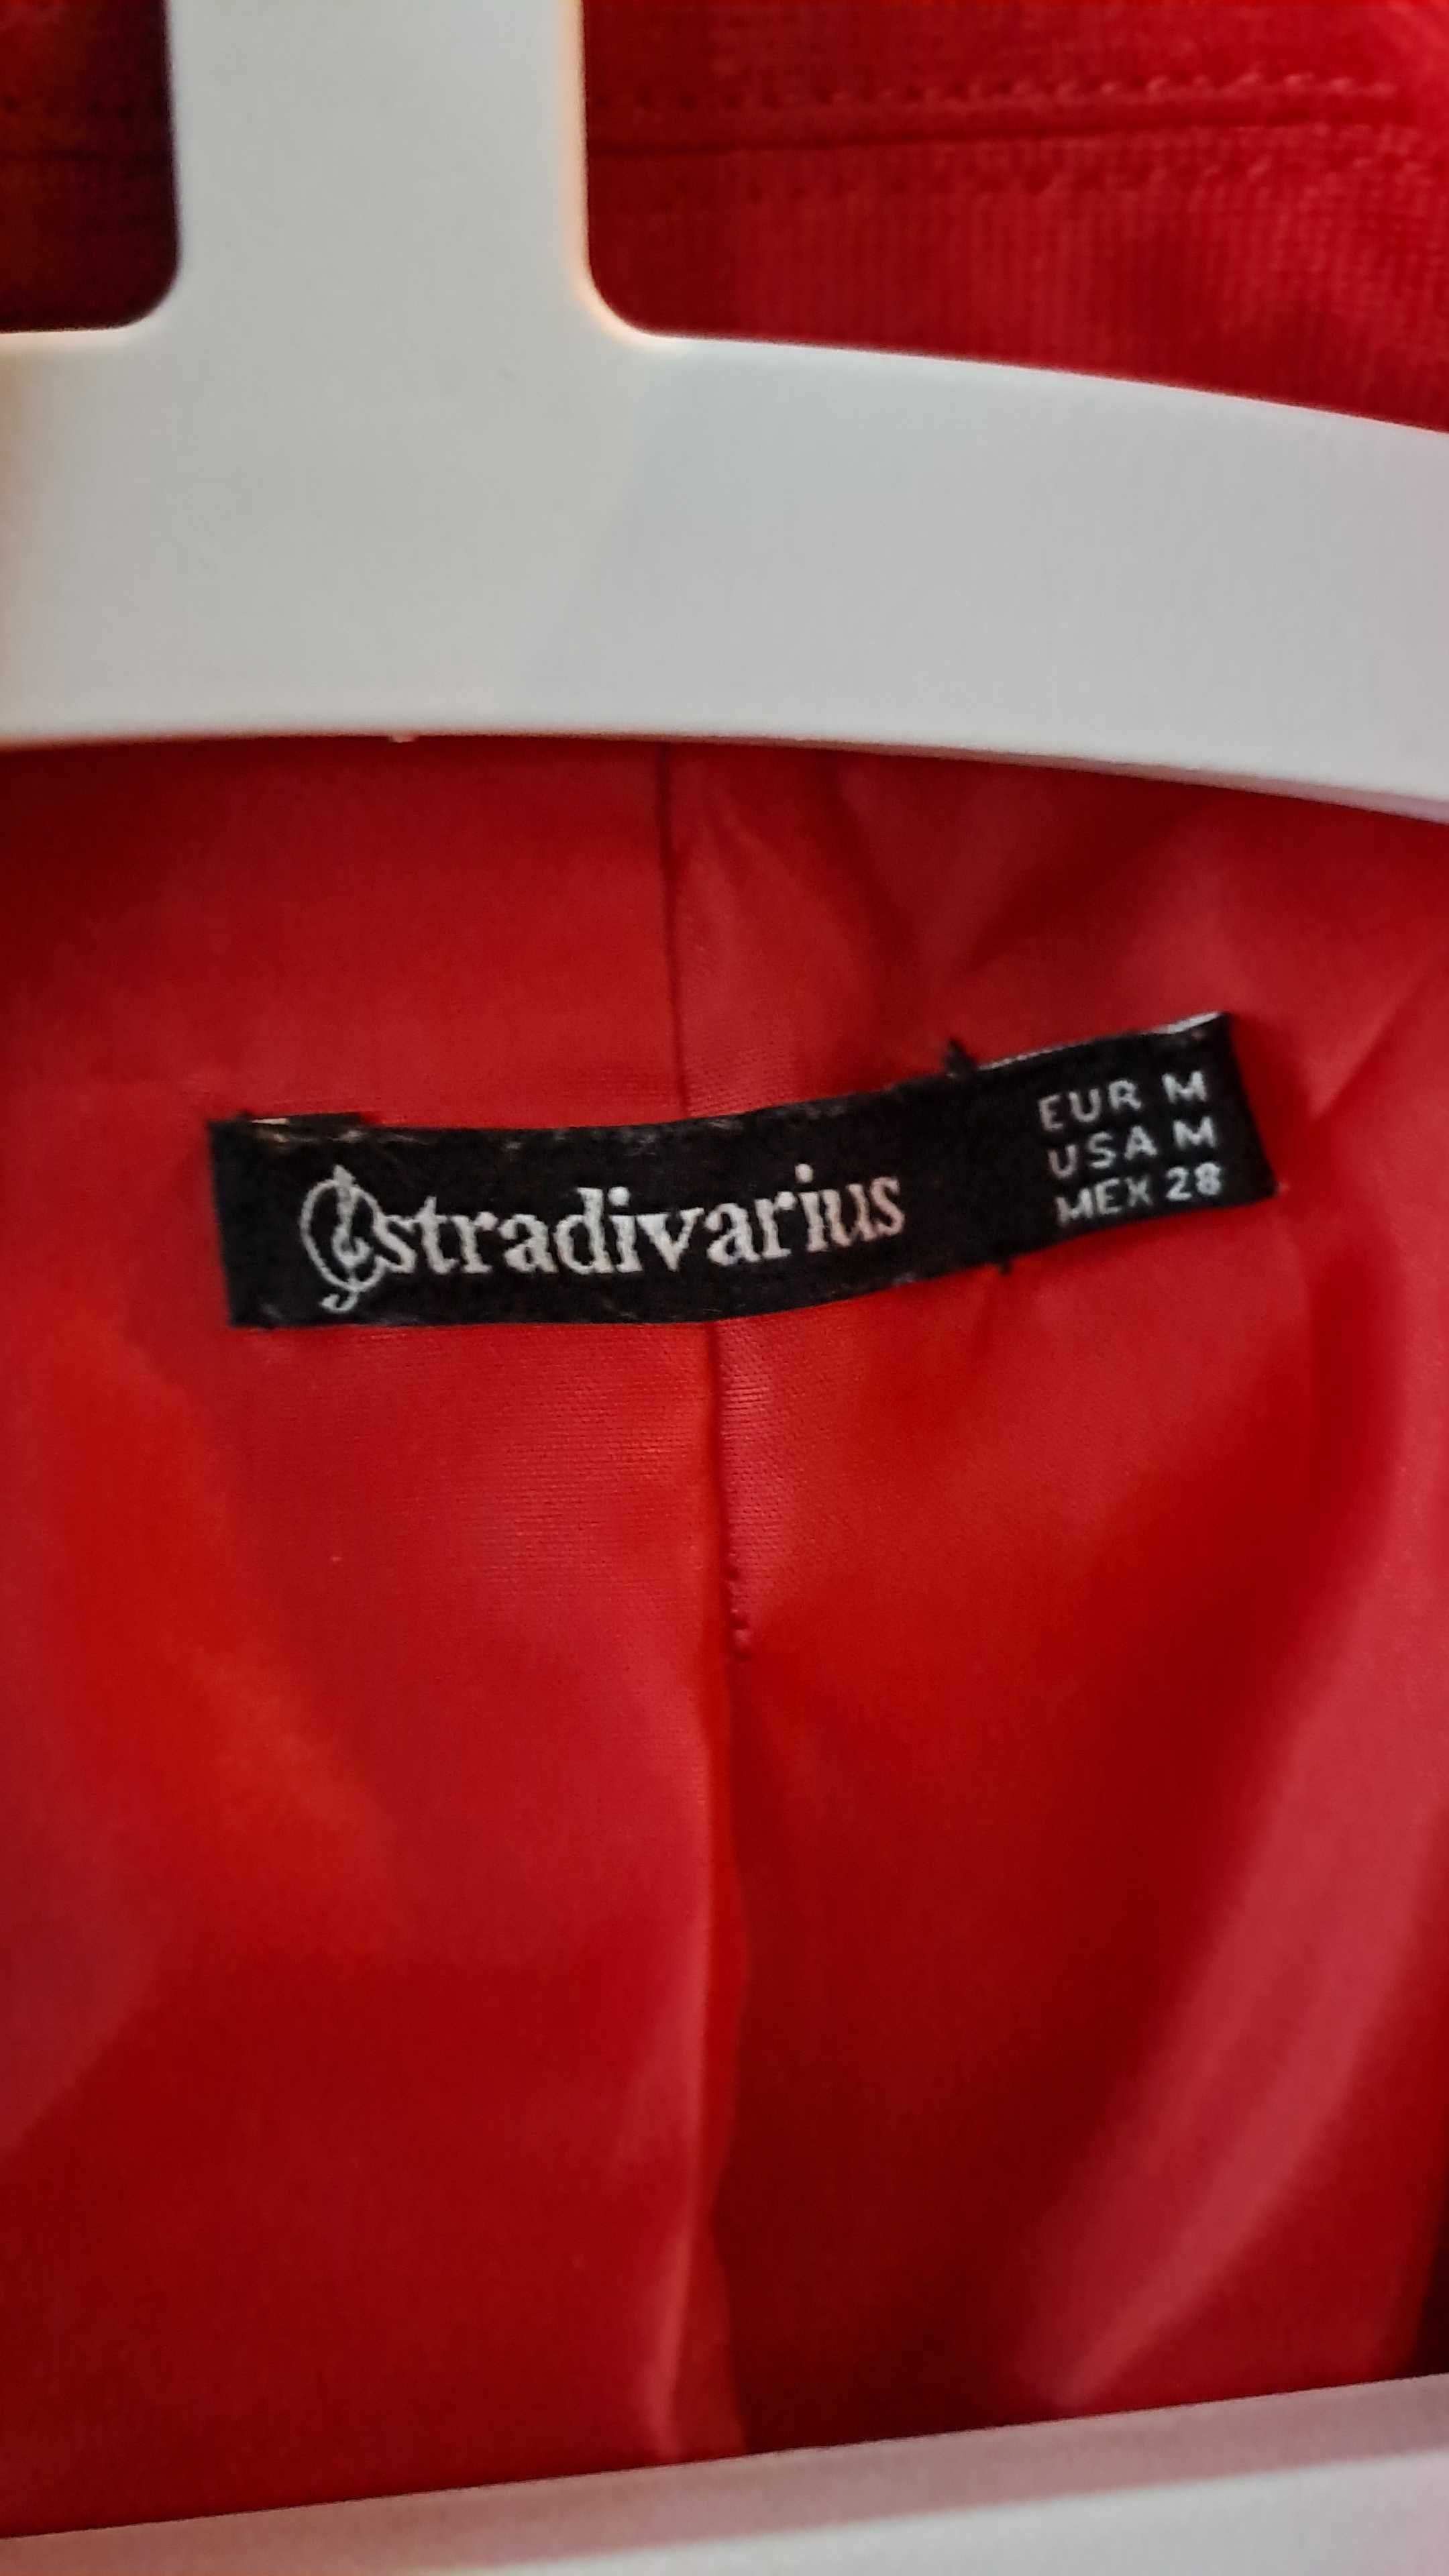 stradivarius
EUR M
USA M
MEX 28